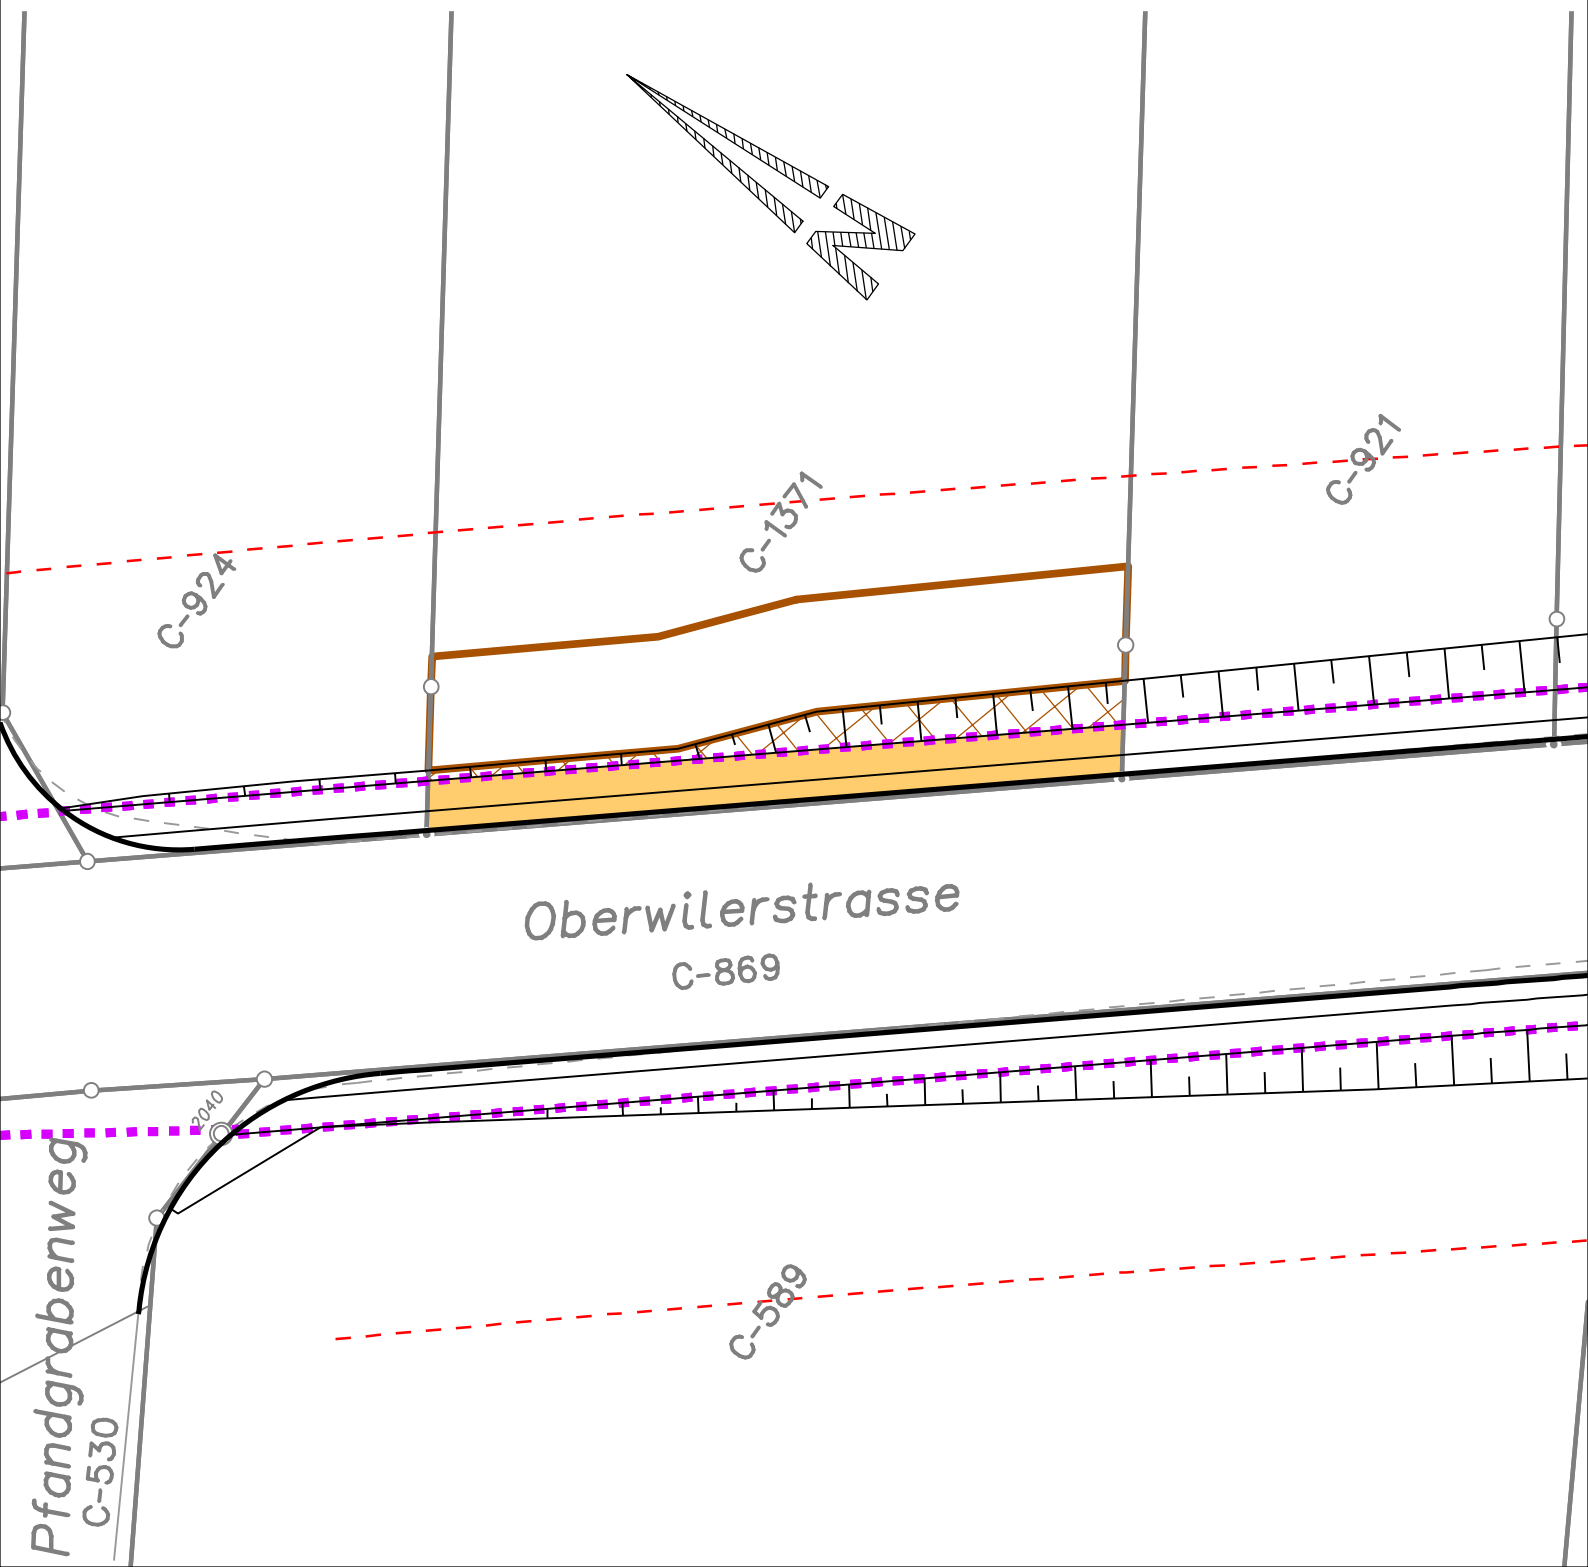 C-921
C-1371
C-924
Oberwilerstrasse
C-869
2040
Pfandgrabenweg
C-530
C-589